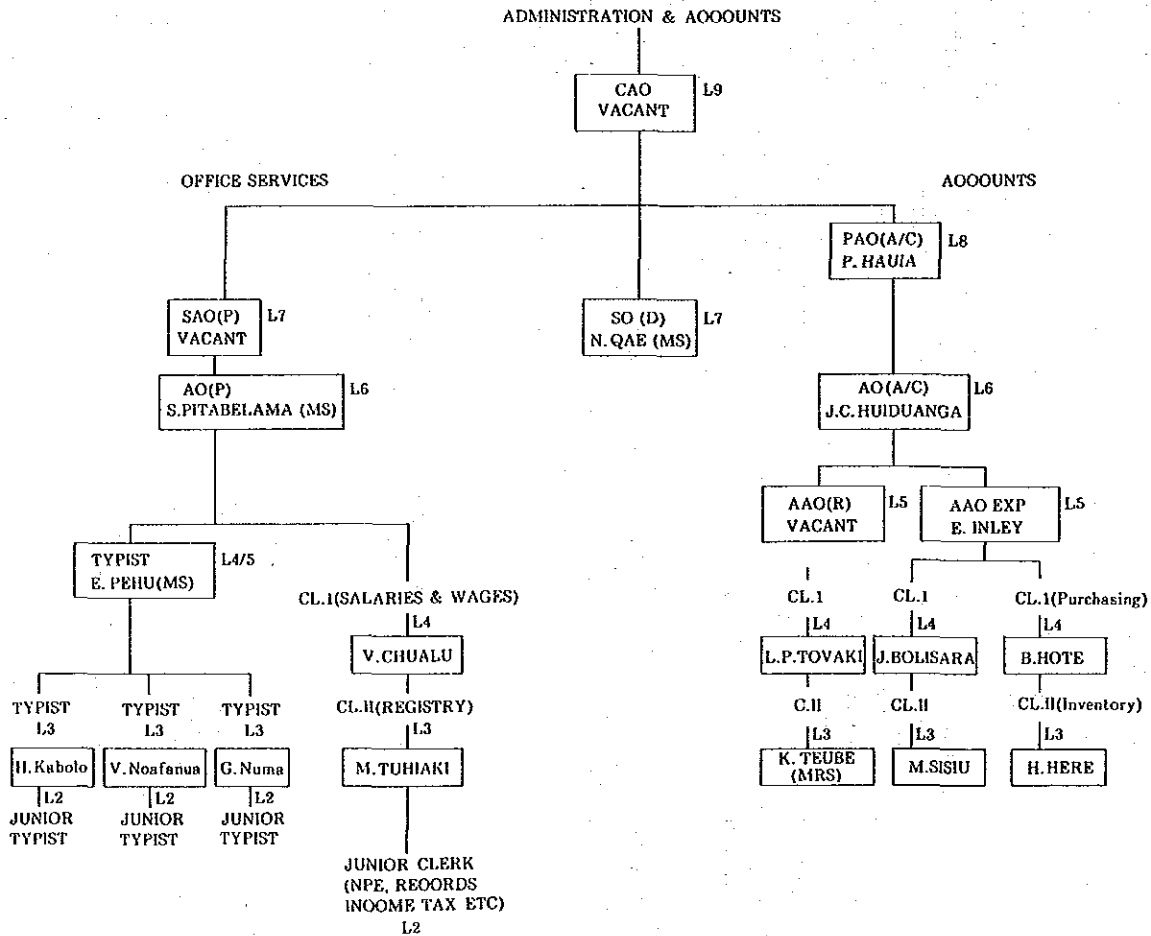 ADMINISTRATION & AOOOUNTS
CAO
VACANT
L9
OFFICE SERVICES
AOOOUNTS
PAO(A/C)
P. HAUIA
L8
SAO(P)
VACANT
L7
SO (D)
N. QAE (MS)
L7
AO(P)
S.PITABELAMA (MS)
L6
AO(A/C)
J.C.HUIDUANGA
L6
AAO(R)
VACANT
L5
AAO EXP
E. INLEY
L5
TYPIST
E. PEHU(MS)
L4/5
CL.1(SALARIES & WAGES)
L4
V.CHUALU
CL.II(REGISTRY)
L3
M.TUHIAKI
JUNIOR CLERK
(NPE, REOORDS
INOOME TAX ETC)
L2
TYPIST
L3
H.Kabolo
L2
JUNIOR
TYPIST
TYPIST
L3
V.Noafanua
L2
JUNIOR
TYPIST
TYPIST
L3
G.Numa
L2
JUNIOR
TYPIST
CL.1
L4
L.P.TOVAKI
C.II
L3
K. TEUBE
(MRS)
CL.1
L4
J.BOLISARA
CL.II
L3
M.SISIU
CL.1(Purchasing)
L4
B.HOTE
CL.II(Inventory)
L3
H.HERE